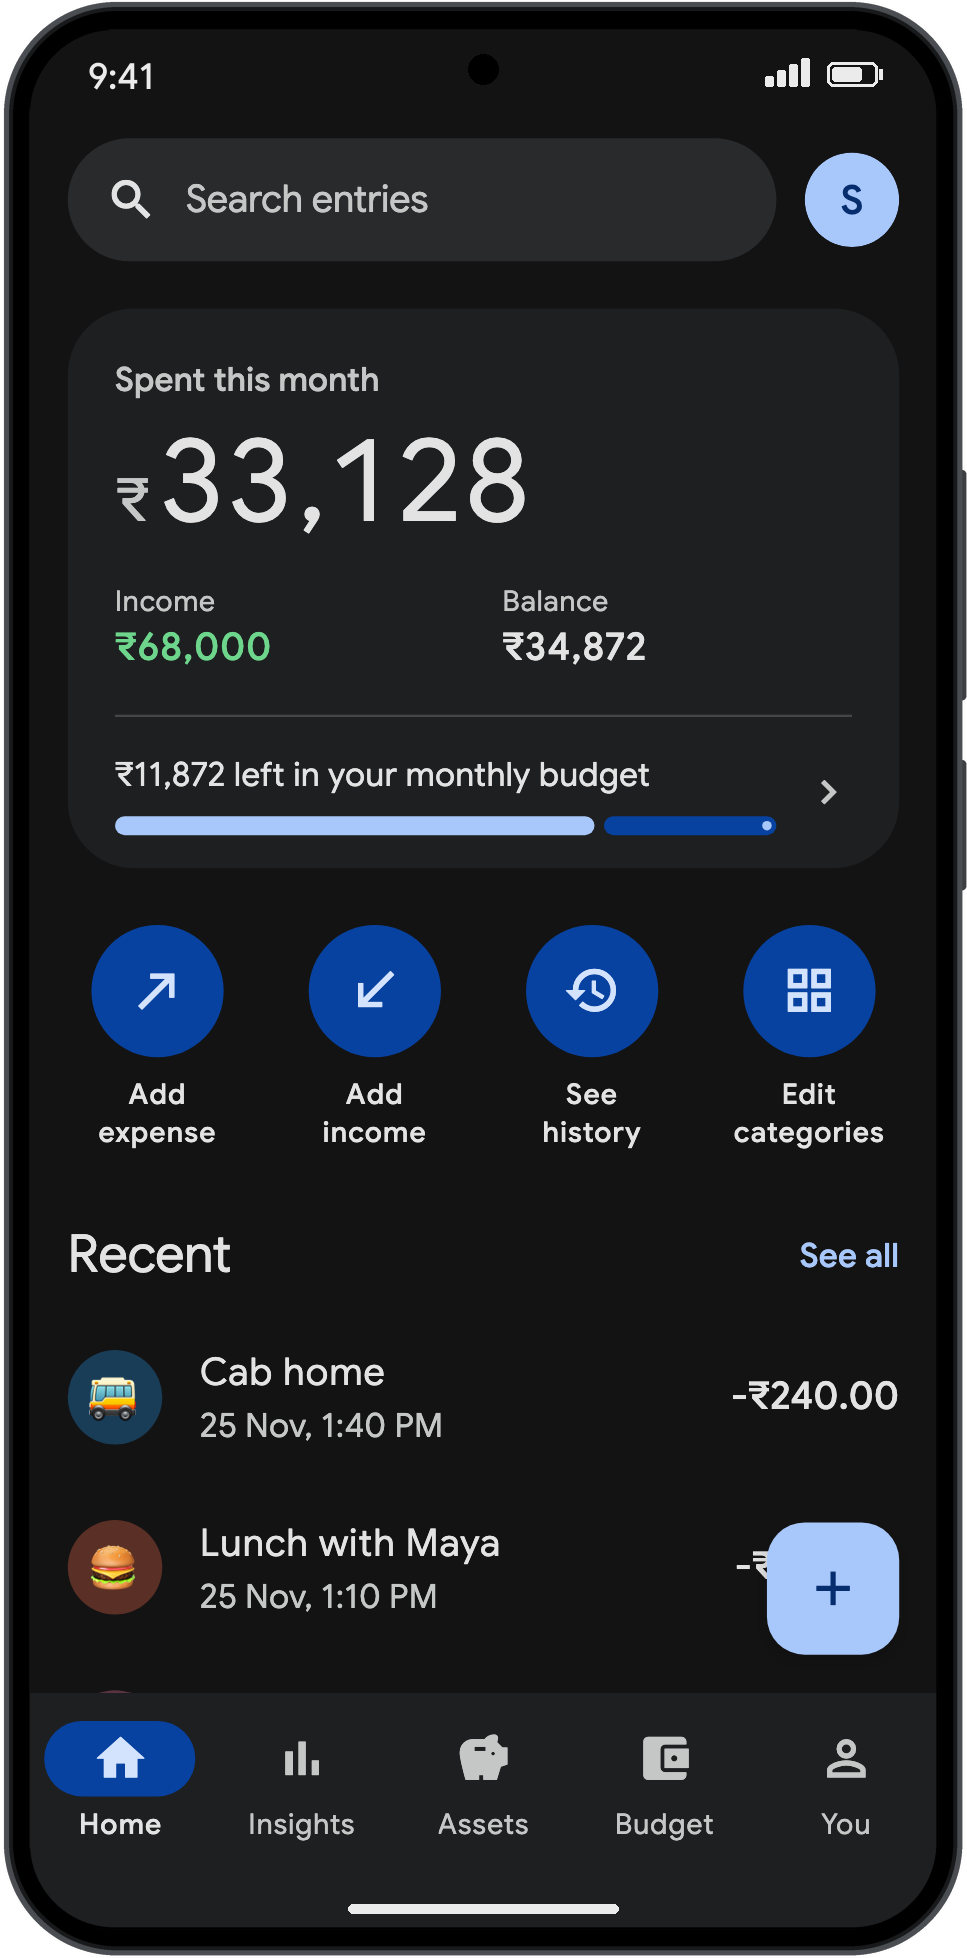 9:41
Search entries
S
Spent this month
₹33,128
Income
Balance
₹68,000
₹34,872
₹11,872 left in your monthly budget
Add
expense
Add
income
See
history
Edit
categories
Recent
See all
Cab home
-₹240.00
25 Nov, 1:40 PM
Lunch with Maya
-₹
25 Nov, 1:10 PM
Home
Insights
Assets
Budget
You